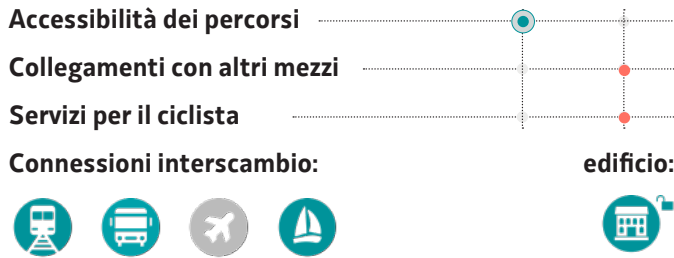 Accessibilità dei percorsi
Collegamenti con altri mezzi
Servizi per il ciclista
Connessioni interscambio: edificio: